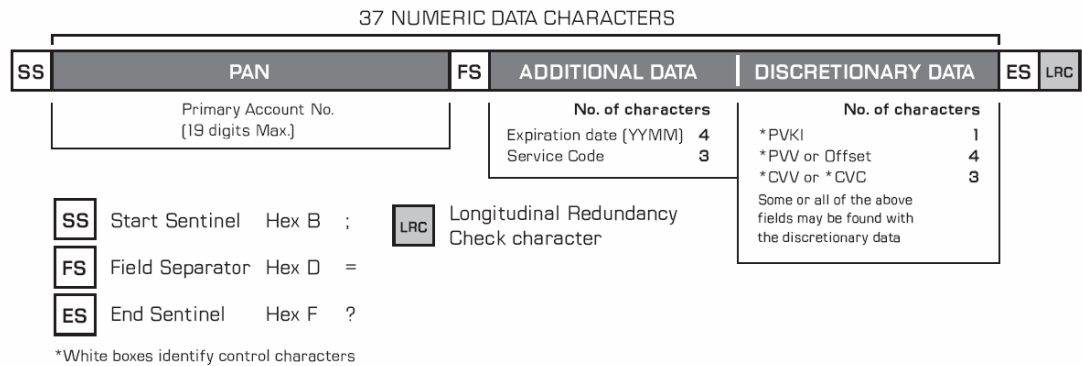 37 NUMERIC DATA CHARACTERS
SS PAN FS ADDITIONAL DATA DISCRETIONARY DATA ES LRC
Primary Account No.
(19 digits Max.)
No. of characters
Expiration date (YYMM) 4
Service Code 3
No. of characters
*PVKI 1
*PVV or Offset 4
*CVV or *CVC 3
Some or all of the above
fields may be found with
the discretionary data
SS Start Sentinel Hex B ;
FS Field Separator Hex D =
ES End Sentinel Hex F ?
LRC Longitudinal Redundancy
Check character
*White boxes identify control characters